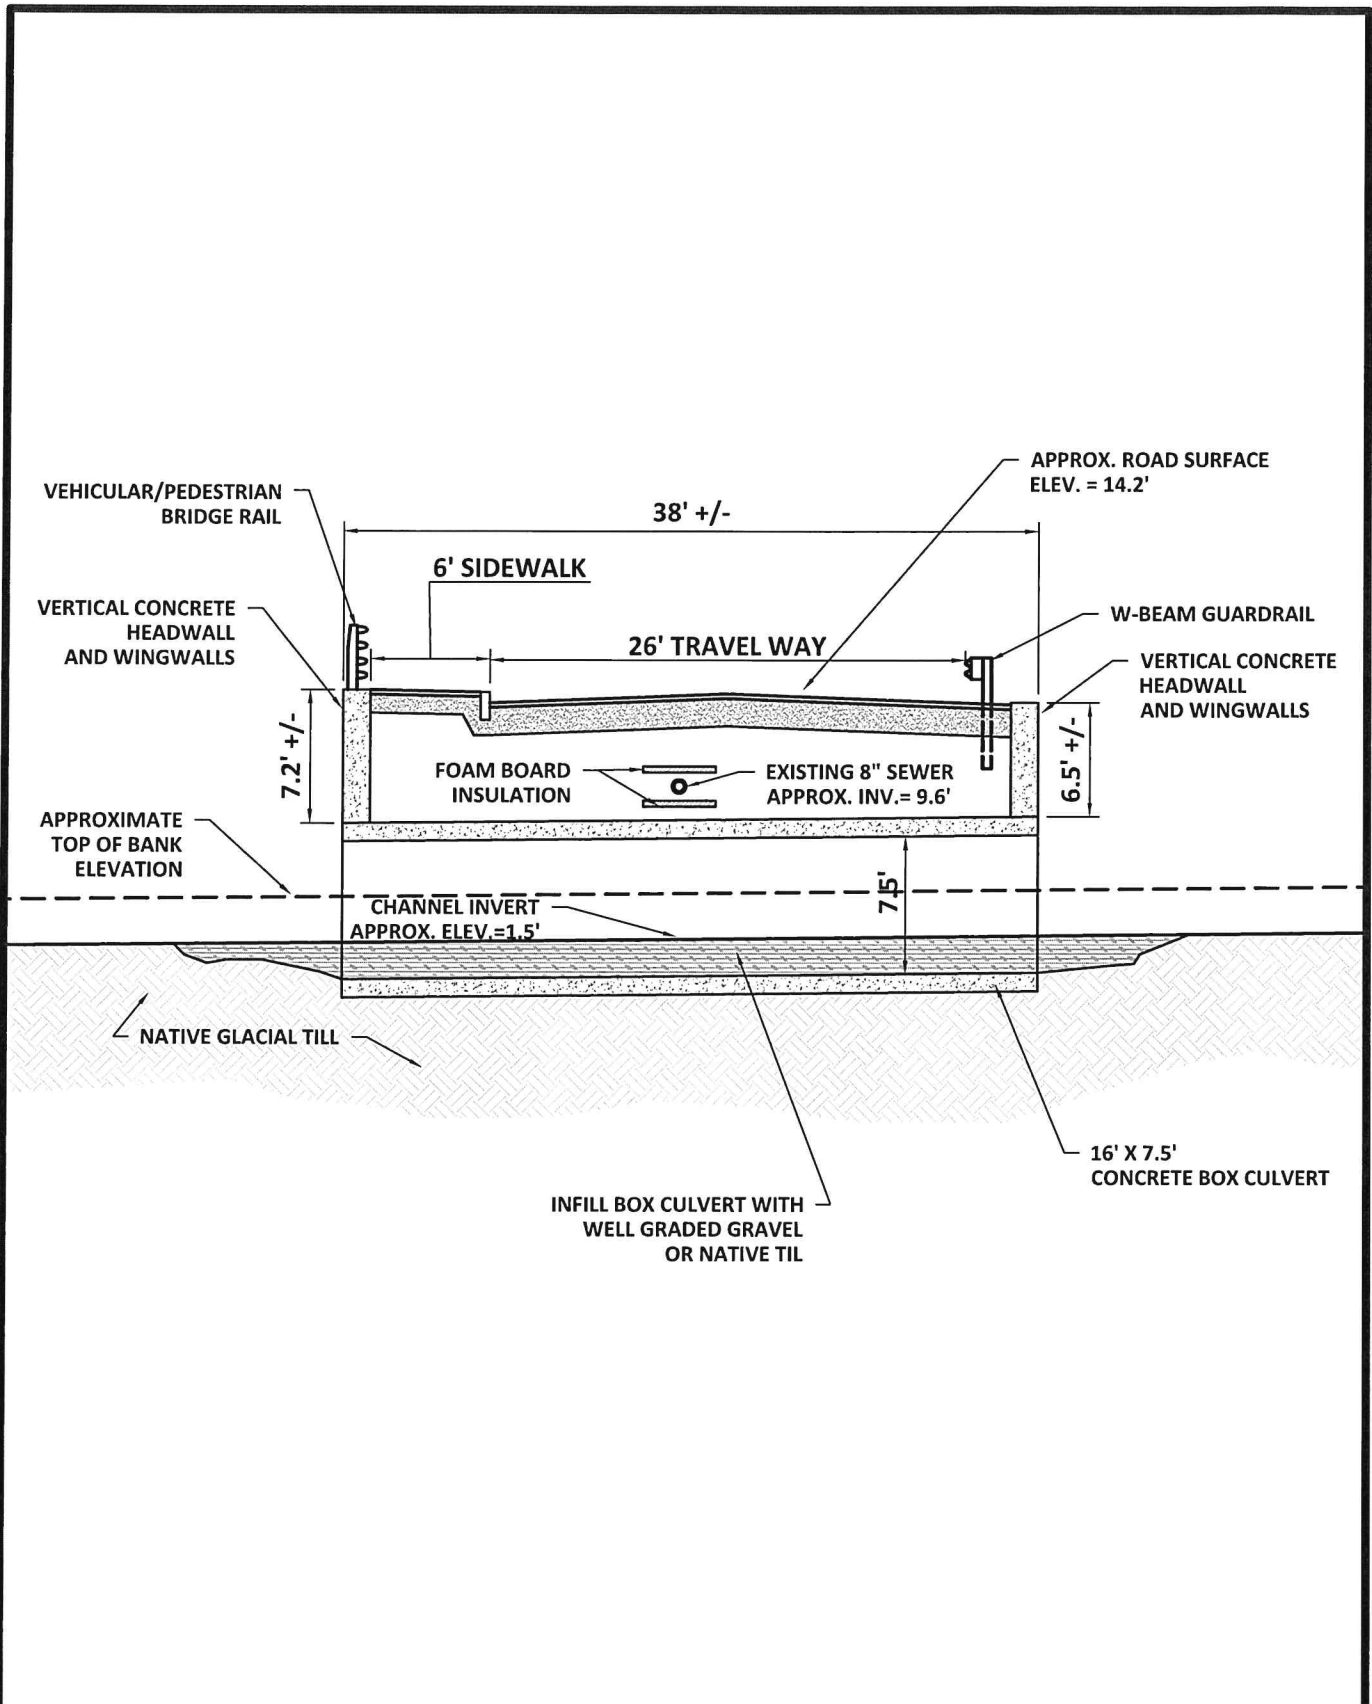 APPROX. ROAD SURFACE
ELEV. = 14.2'
VEHICULAR/PEDESTRIAN
BRIDGE RAIL
38' +/-
6' SIDEWALK
VERTICAL CONCRETE
HEADWALL
AND WINGWALLS
26' TRAVEL WAY
W-BEAM GUARDRAIL
VERTICAL CONCRETE
HEADWALL
AND WINGWALLS
7.2' +/-
FOAM BOARD
INSULATION
EXISTING 8" SEWER
APPROX. INV.= 9.6'
6.5' +/-
APPROXIMATE
TOP OF BANK
ELEVATION
7.5'
CHANNEL INVERT
APPROX. ELEV.=1.5'
NATIVE GLACIAL TILL
16' X 7.5'
CONCRETE BOX CULVERT
INFILL BOX CULVERT WITH
WELL GRADED GRAVEL
OR NATIVE TIL